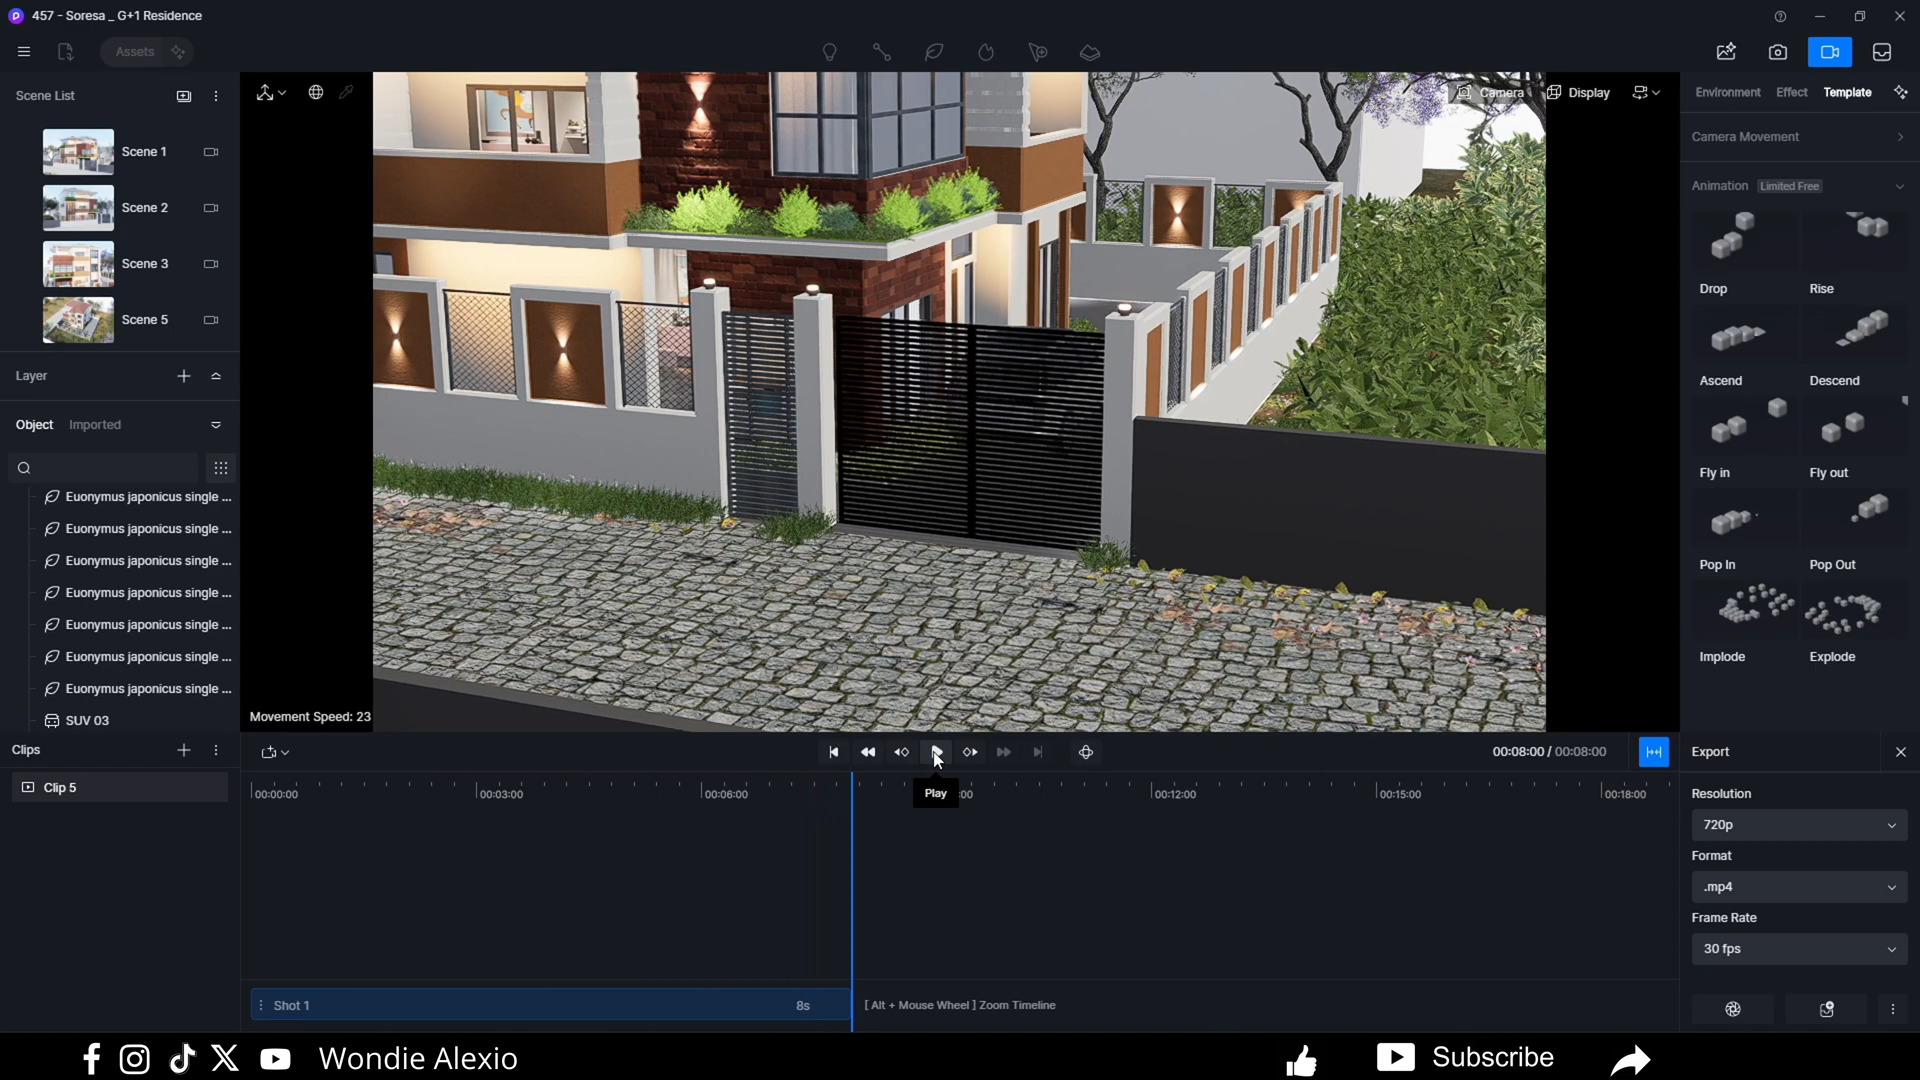 457 - Soresa _ G+1 Residence
Assets
Scene List
Scene 1
Scene 2
Scene 3
Scene 5
Layer
Object Imported
Euonymus japonicus single ...
Euonymus japonicus single ...
Euonymus japonicus single ...
Euonymus japonicus single ...
Euonymus japonicus single ...
Euonymus japonicus single ...
Euonymus japonicus single ...
SUV 03
Camera
Display
Movement Speed: 23
Environment Effect Template
Camera Movement
Animation Limited Free
Drop Rise
Ascend Descend
Fly in Fly out
Pop In Pop Out
Implode Explode
Clips
Clip 5
00:08:00 / 00:08:00
Play
00:00:00 00:03:00 00:06:00 :00 00:12:00 00:15:00 00:18:00
Shot 1 8s
[ Alt + Mouse Wheel ] Zoom Timeline
Export
Resolution
720p
Format
.mp4
Frame Rate
30 fps
Wondie Alexio
Subscribe